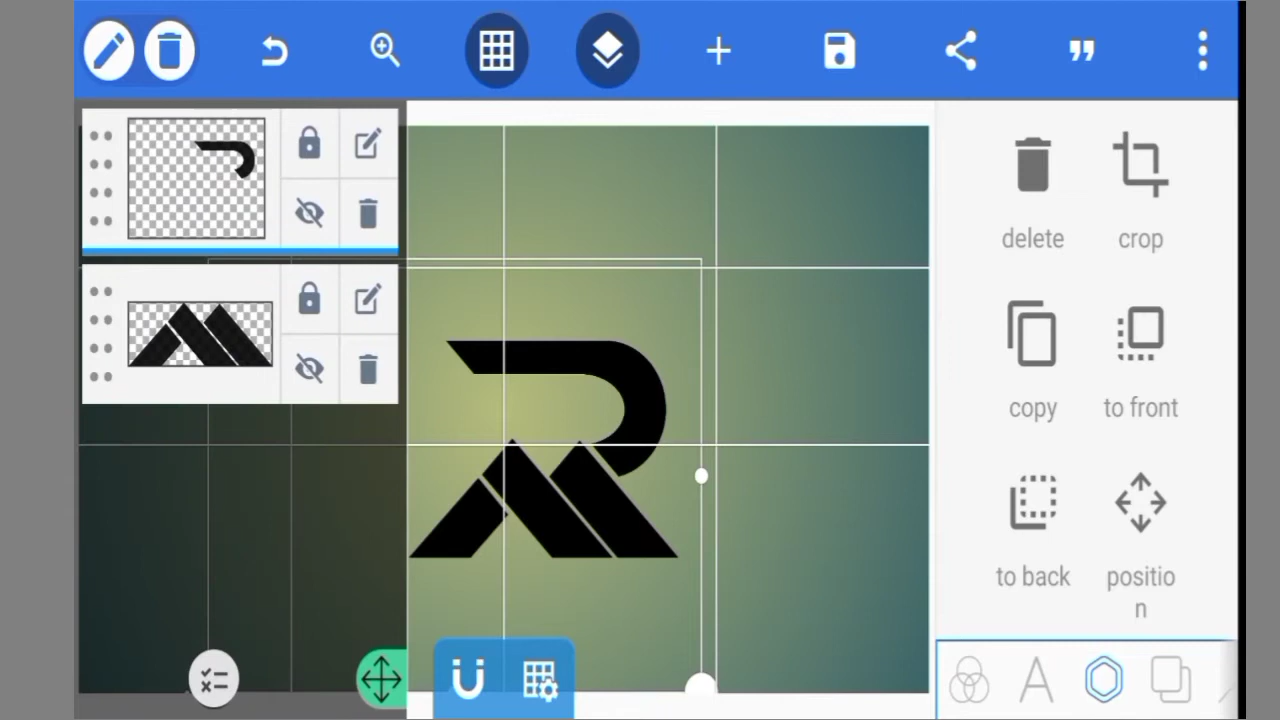 delete
crop
copy
to front
to back
positio
n